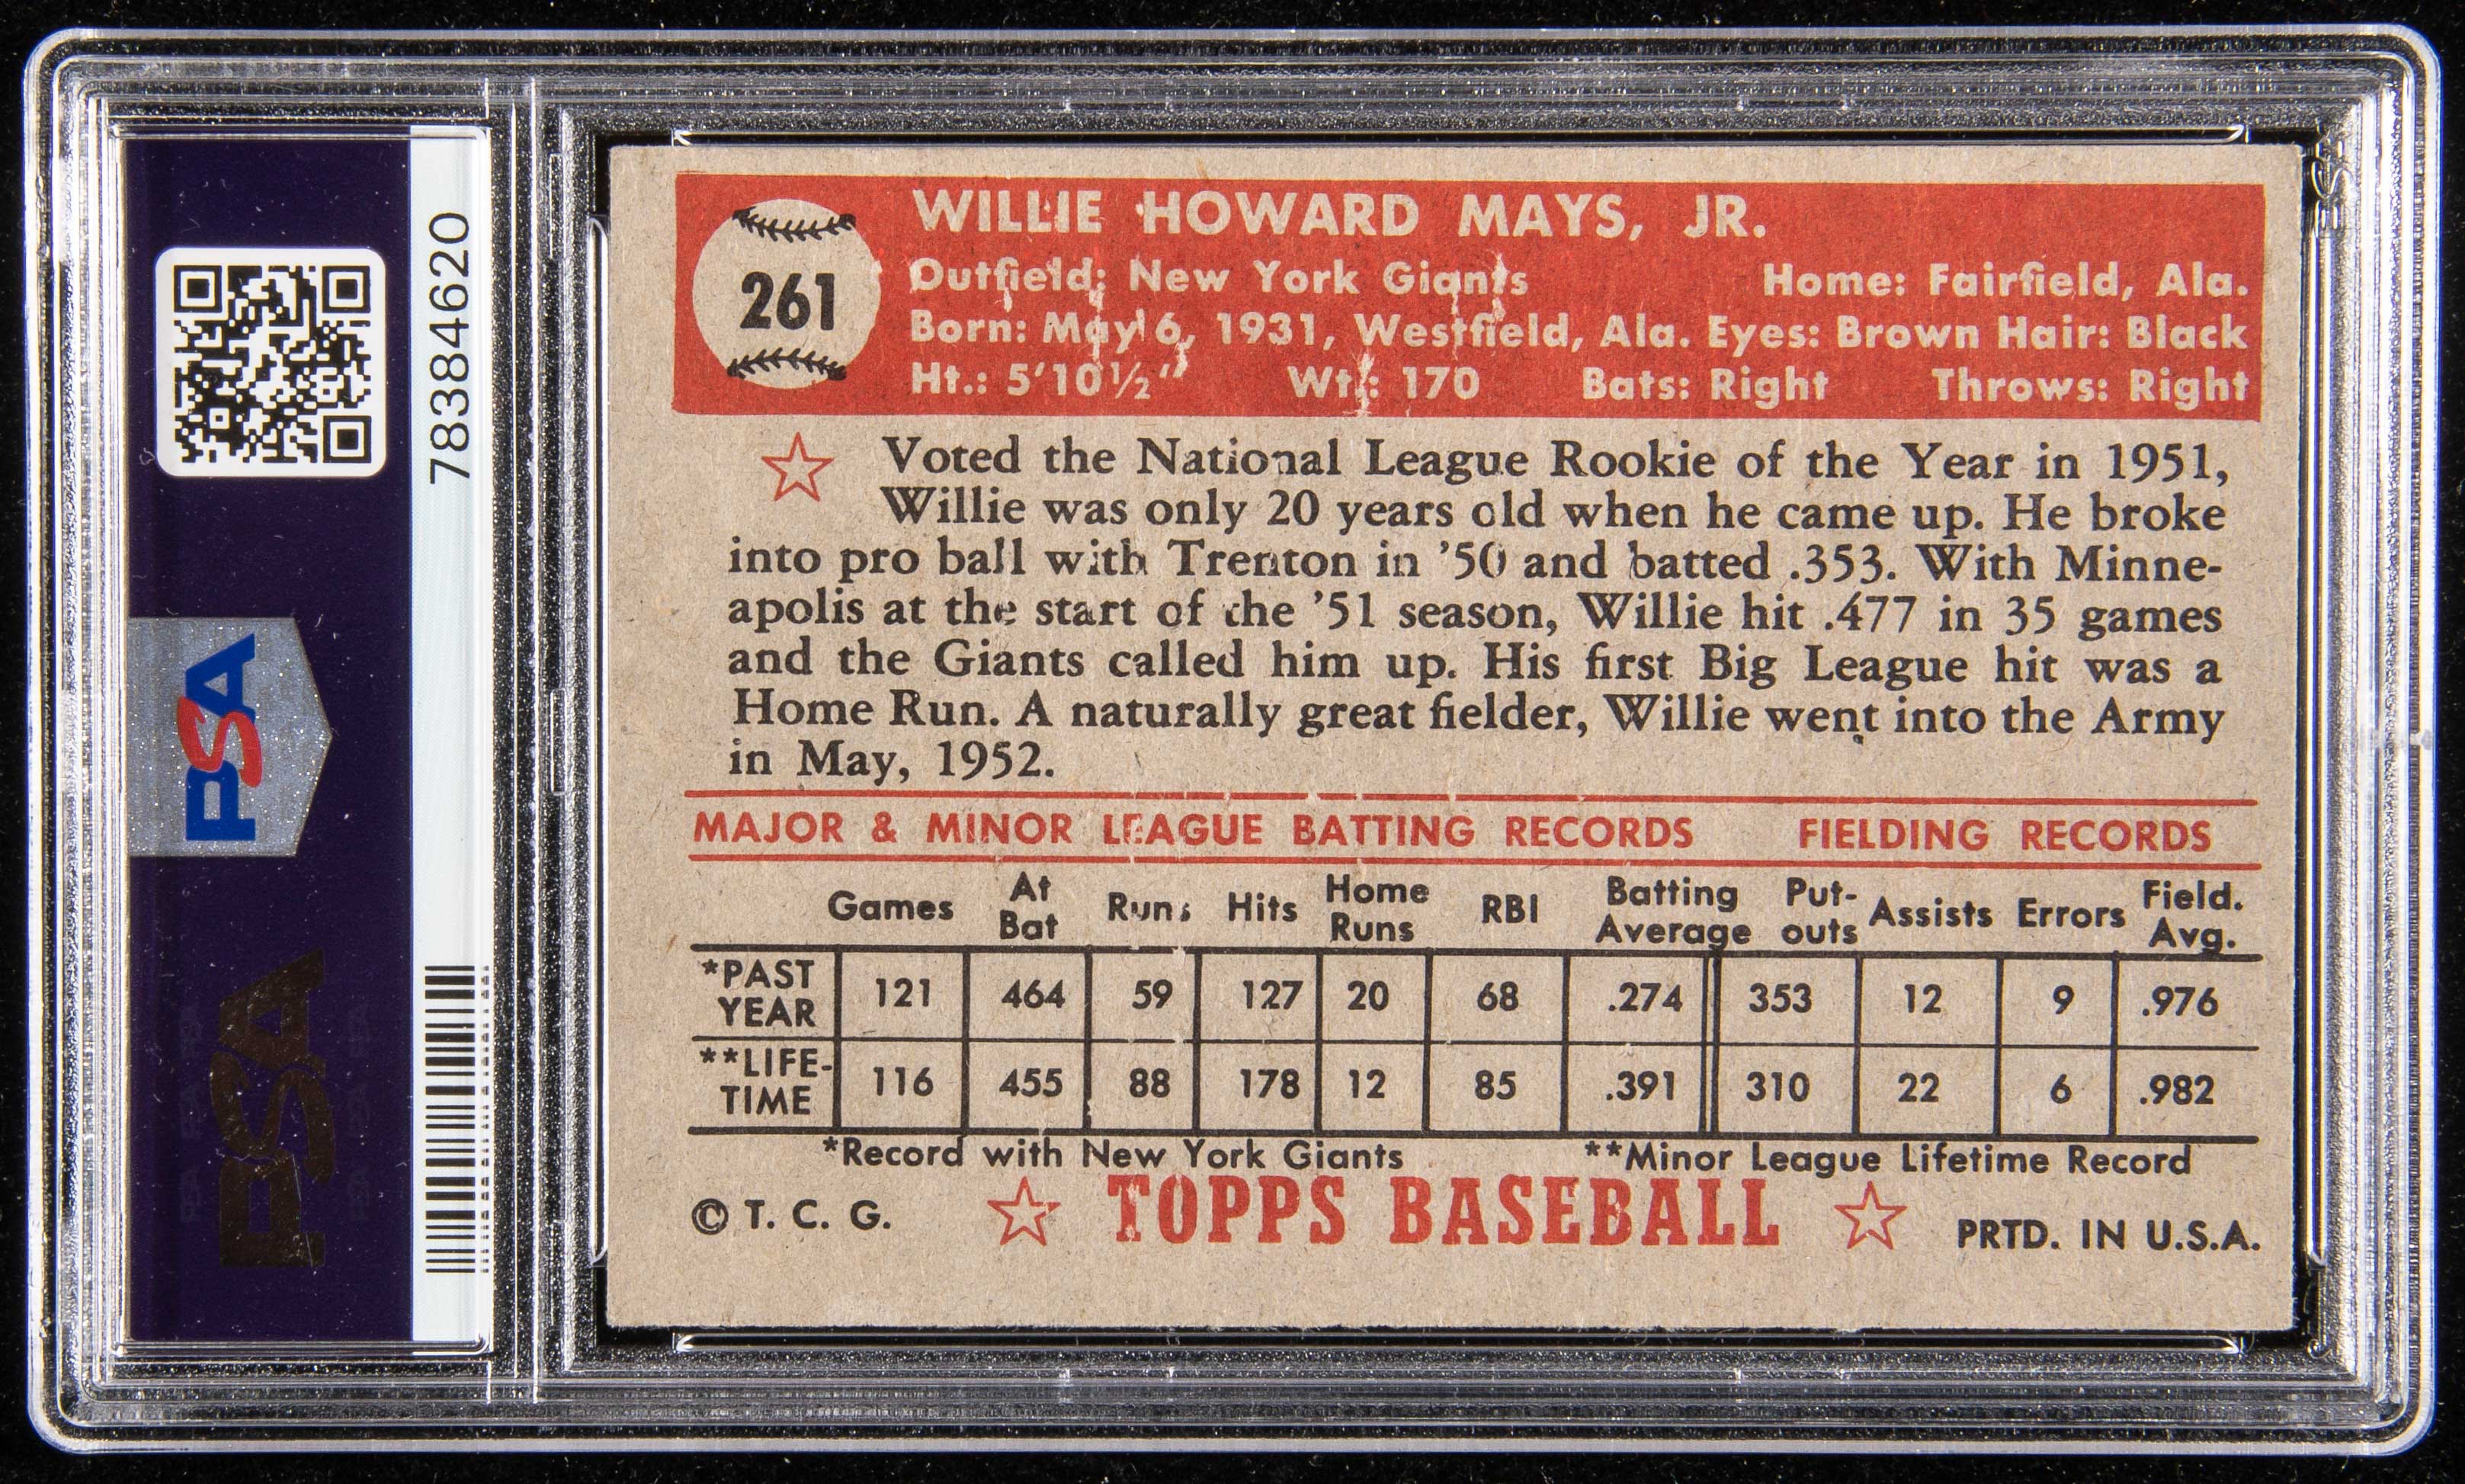 PSA
78384620
PSA
261
WILLIE HOWARD MAYS, JR.
Outfield: New York Giants Home: Fairfield, Ala.
Born: May 6, 1931, Westfield, Ala. Eyes: Brown Hair: Black
Ht.: 5'10½" Wt.: 170 Bats: Right Throws: Right
Voted the National League Rookie of the Year in 1951,
Willie was only 20 years old when he came up. He broke
into pro ball with Trenton in '50 and batted .353. With Minne-
apolis at the start of the '51 season, Willie hit .477 in 35 games
and the Giants called him up. His first Big League hit was a
Home Run. A naturally great fielder, Willie went into the Army
in May, 1952.
MAJOR & MINOR LEAGUE BATTING RECORDS FIELDING RECORDS
Games At Bat Runs Hits Home Runs RBI Batting Average Put-outs Assists Errors Field. Avg.
*PAST YEAR 121 464 59 127 20 68 .274 353 12 9 .976
**LIFE-TIME 116 455 88 178 12 85 .391 310 22 6 .982
*Record with New York Giants **Minor League Lifetime Record
© T. C. G. TOPPS BASEBALL PRTD. IN U.S.A.